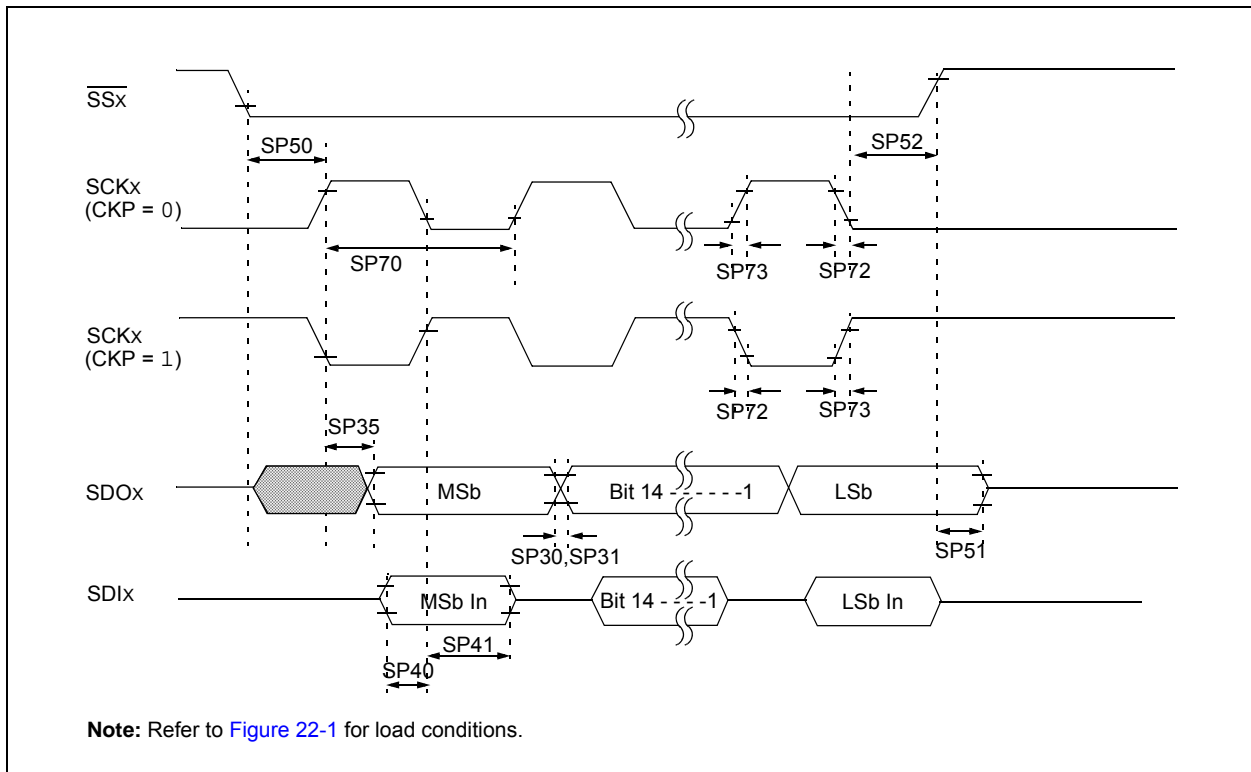 SSX
SP50
SP52
SCKX
(CKP = 0)
SP70
SP73
SP72
SCKX
(CKP = 1)
SP72
SP73
SP35
SDOX
MSb
Bit 14 - - - - - -1
LSb
SP30,SP31
SP51
SDIX
MSb In
Bit 14 - - - -1
LSb In
SP41
SP40
Note: Refer to Figure 22-1 for load conditions.